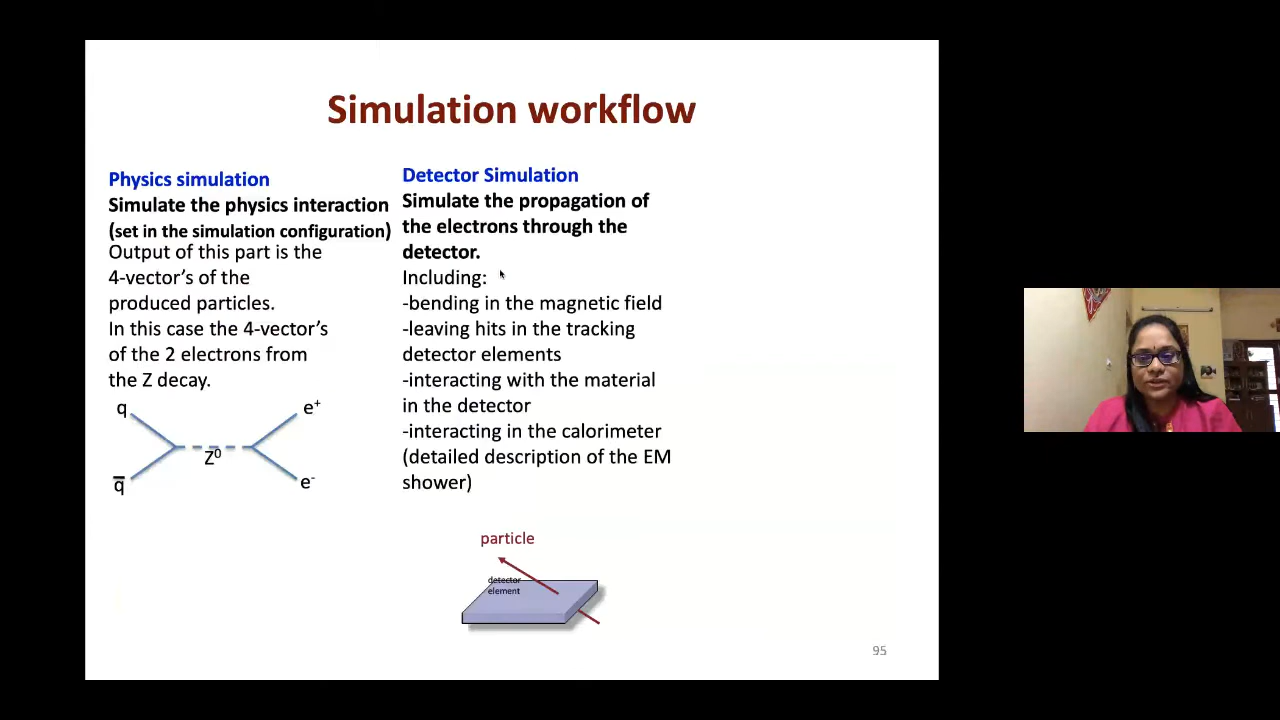 Simulation workflow
Physics simulation
Simulate the physics interaction
(set in the simulation configuration)
Output of this part is the
4-vector's of the
produced particles.
In this case the 4-vector's
of the 2 electrons from
the Z decay.
q
e⁺
Z⁰
q̅
e⁻
Detector Simulation
Simulate the propagation of
the electrons through the
detector.
Including:
-bending in the magnetic field
-leaving hits in the tracking
detector elements
-interacting with the material
in the detector
-interacting in the calorimeter
(detailed description of the EM
shower)
particle
detector
element
95